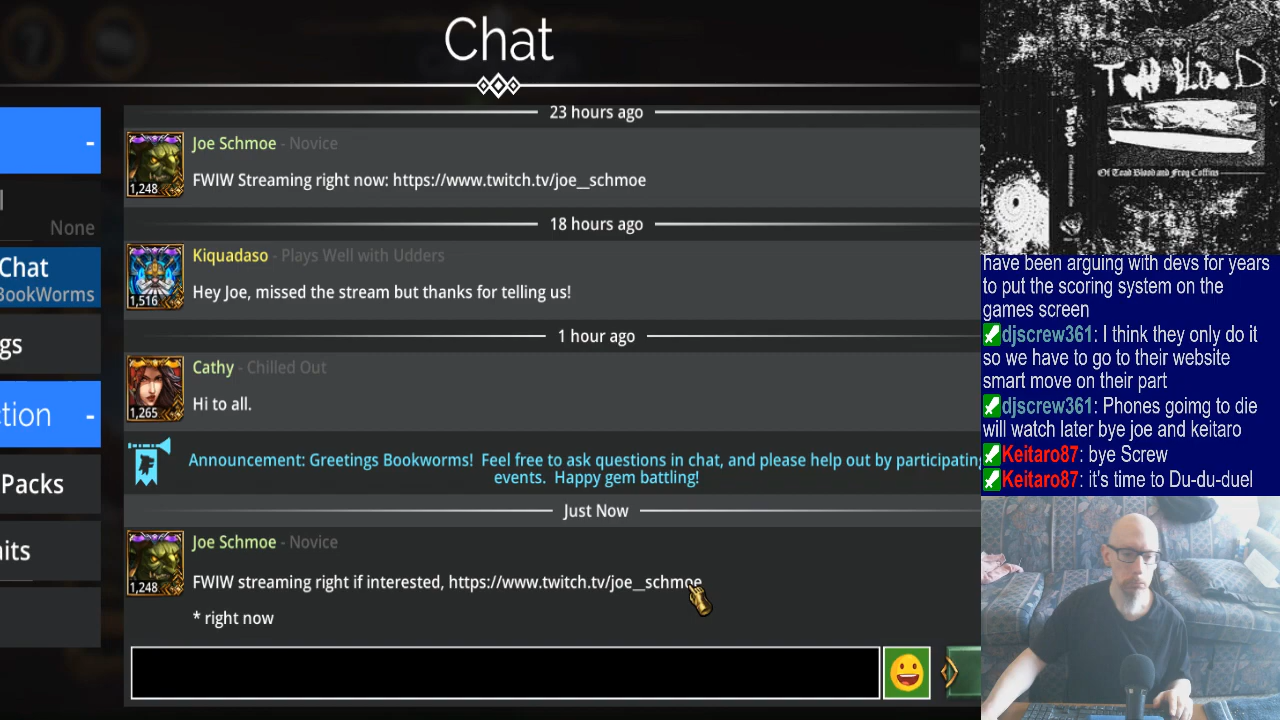 Chat
23 hours ago
Joe Schmoe - Novice
1,248
FWIW Streaming right now: https://www.twitch.tv/joe__schmoe
18 hours ago
Kiquadaso - Plays Well with Udders
1,516
Hey Joe, missed the stream but thanks for telling us!
1 hour ago
Cathy - Chilled Out
1,265
Hi to all.
Announcement: Greetings Bookworms! Feel free to ask questions in chat, and please help out by participating
events. Happy gem battling!
Just Now
Joe Schmoe - Novice
1,248
FWIW streaming right if interested, https://www.twitch.tv/joe__schmoe
* right now
-
None
Chat
BookWorms
gs
ction -
Packs
aits
Of Toad Blood and Frog Coffins
have been arguing with devs for years
to put the scoring system on the
games screen
djscrew361: I think they only do it
so we have to go to their website
smart move on their part
djscrew361: Phones goimg to die
will watch later bye joe and keitaro
Keitaro87: bye Screw
Keitaro87: it's time to Du-du-duel